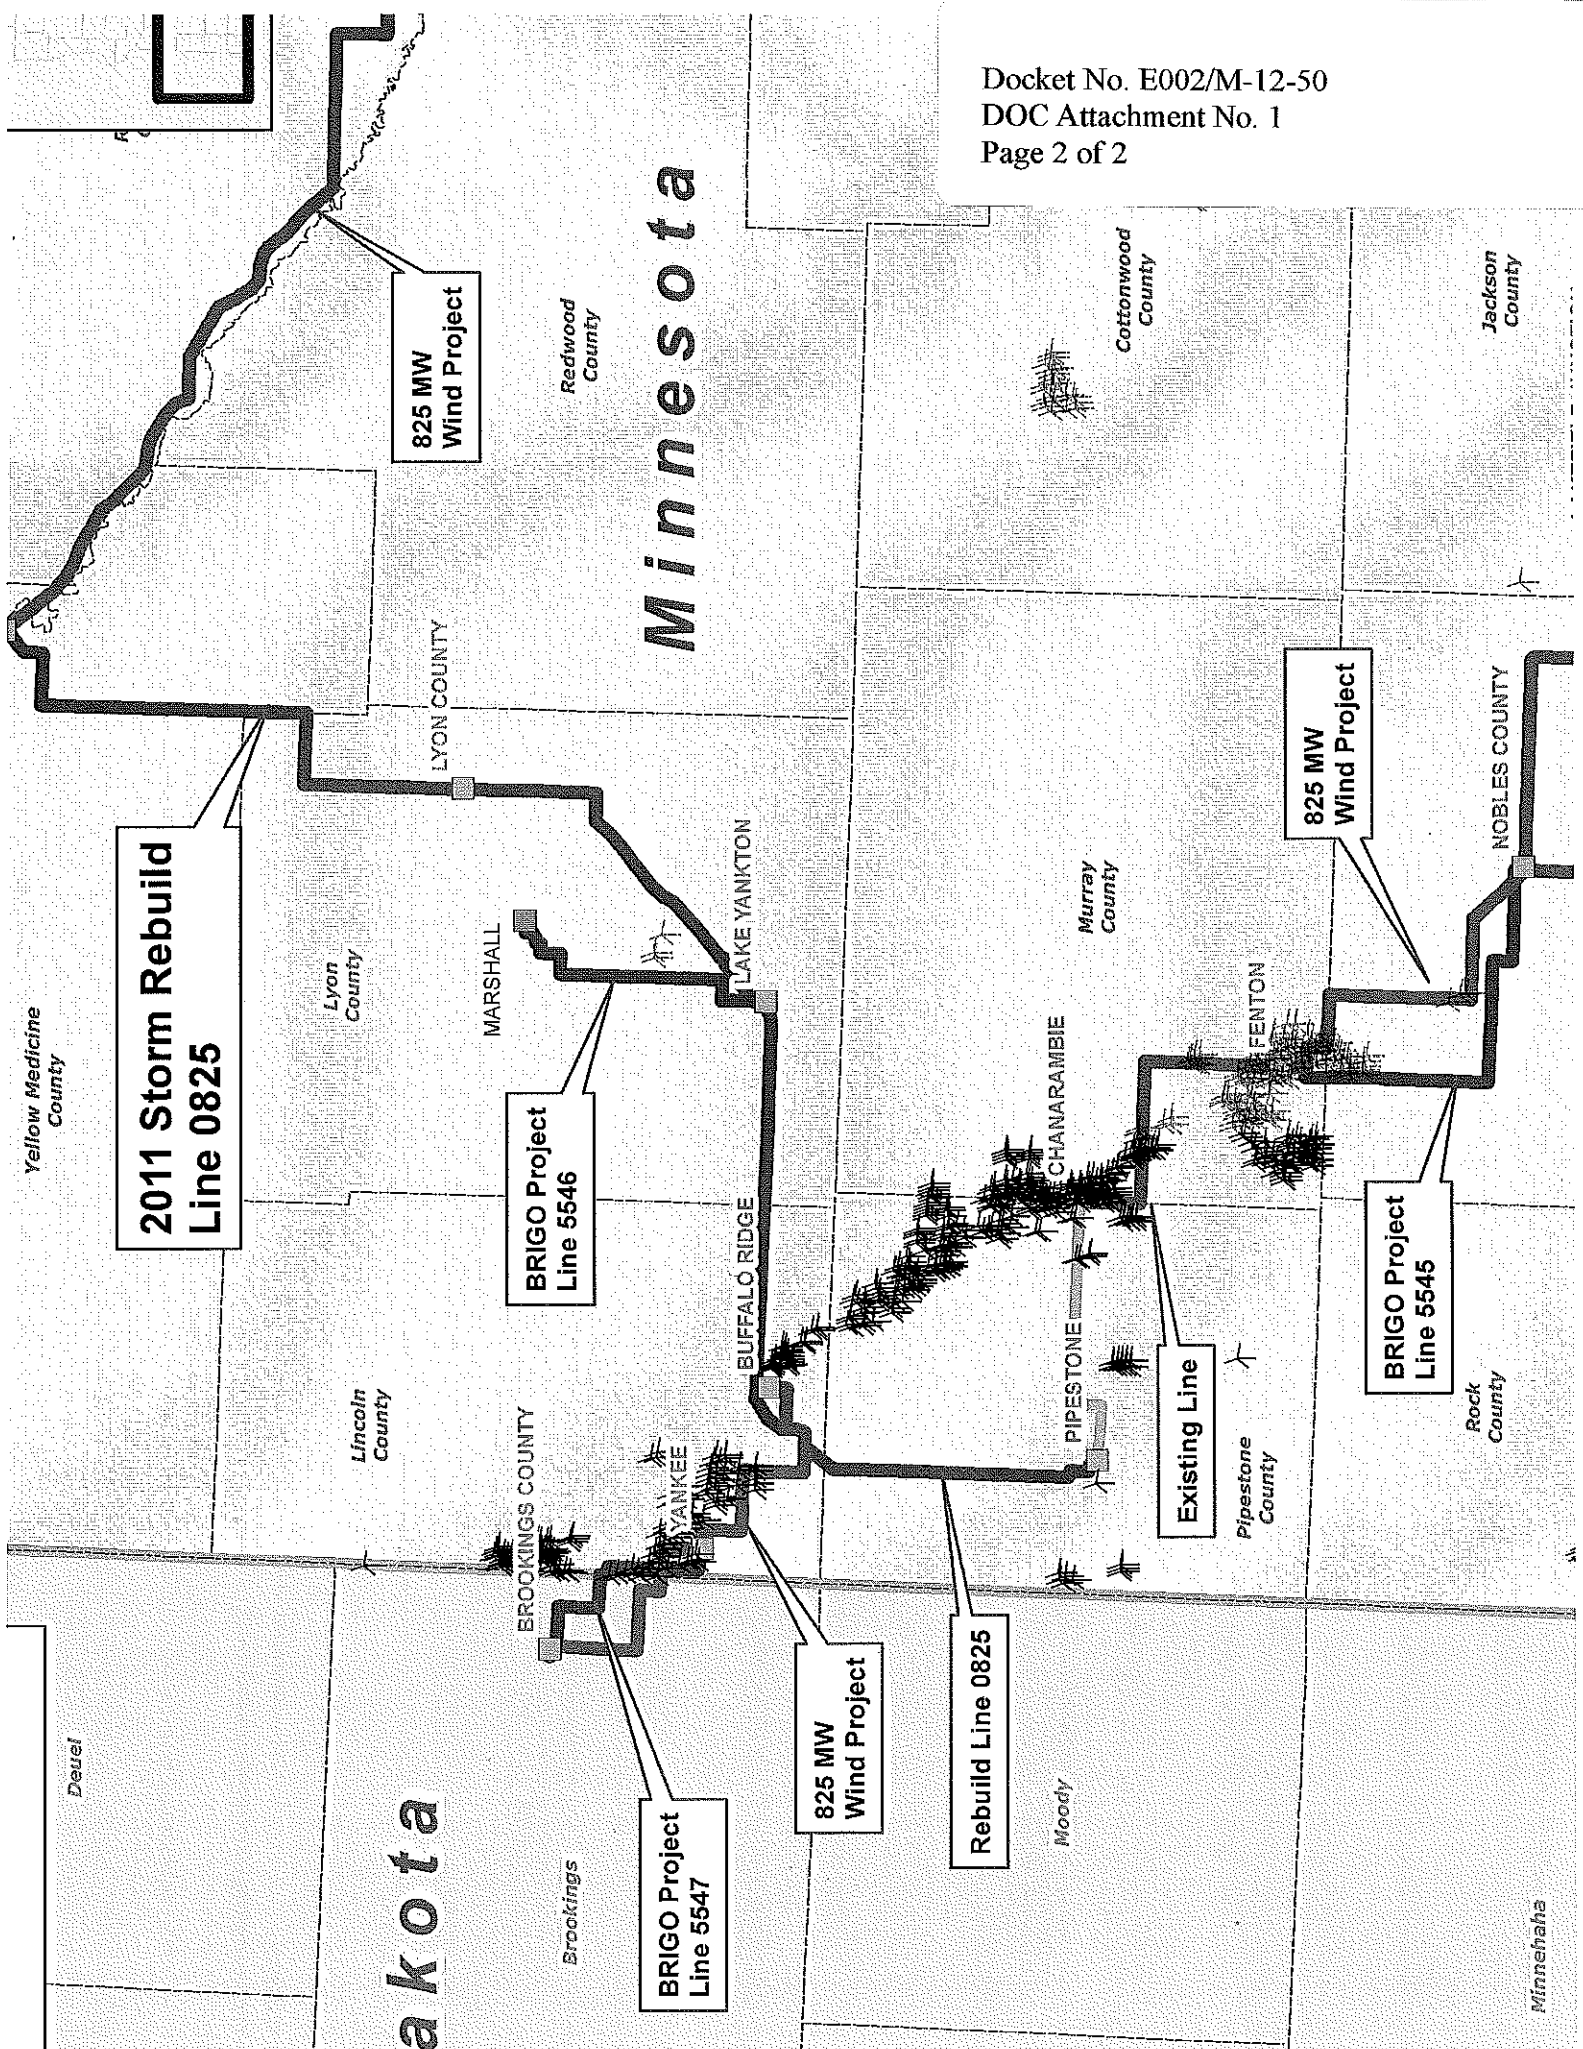 Docket No. E002/M-12-50
DOC Attachment No. 1
Page 2 of 2
Yellow Medicine
County
2011 Storm Rebuild
Line 0825
825 MW
Wind Project
Redwood
County
Minnesota
LYON COUNTY
Lyon
County
MARSHALL
LAKE YANKTON
BRIGO Project
Line 5546
Lincoln
County
BUFFALO RIDGE
BROOKINGS COUNTY
YANKEE
Deuel
akota
Brookings
BRIGO Project
Line 5547
825 MW
Wind Project
Rebuild Line 0825
Moody
Minnehaha
Cottonwood
County
Jackson
County
Murray
County
CHANARAMBIE
FENTON
825 MW
Wind Project
NOBLES COUNTY
PIPESTONE
Existing Line
Pipestone
County
BRIGO Project
Line 5545
Rock
County